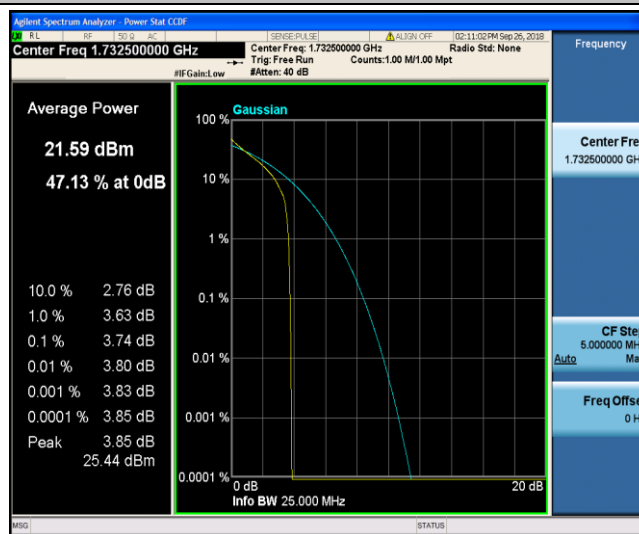 Agilent Spectrum Analyzer - Power Stat CCDF
RL RF 50 Ω AC SENSE:PULSE ALIGN OFF 02:11:02 PM Sep 26, 2018
Center Freq 1.732500000 GHz
Center Freq: 1.732500000 GHz Radio Std: None
Trig: Free Run Counts:1.00 M/1.00 Mpt
#IFGain:Low #Atten: 40 dB
Frequency
Average Power
21.59 dBm
47.13 % at 0dB
10.0 % 2.76 dB
1.0 % 3.63 dB
0.1 % 3.74 dB
0.01 % 3.80 dB
0.001 % 3.83 dB
0.0001 % 3.85 dB
Peak 3.85 dB
25.44 dBm
Gaussian
100 %
10 %
1 %
0.1 %
0.01 %
0.001 %
0.0001 %
0 dB 20 dB
Info BW 25.000 MHz
Center Fre
1.732500000 GH
CF Ste
5.000000 MH
Auto Ma
Freq Offse
0 H
MSG STATUS